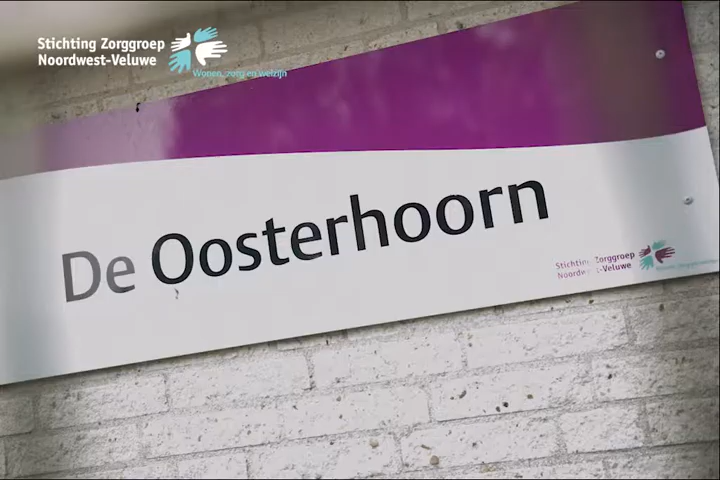 Stichting Zorggroep
Noordwest-Veluwe
Wonen, zorg en welzijn
De Oosterhoorn
Stichting Zorggroep
Noordwest-Veluwe